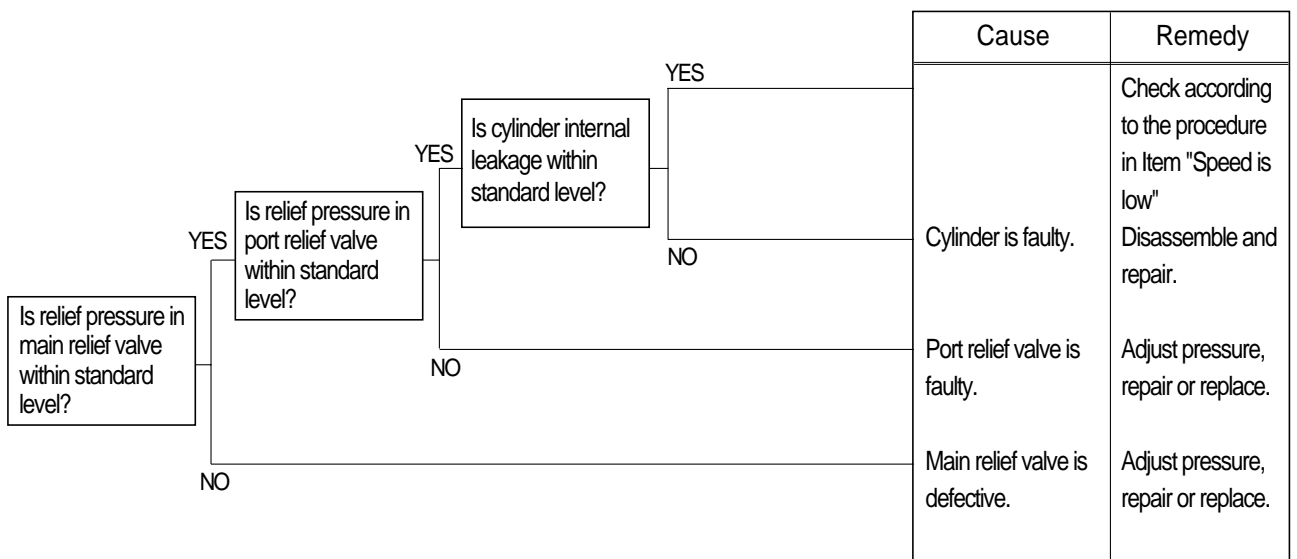 Cause
Remedy
YES
Check according
to the procedure
in Item "Speed is
low"
Is cylinder internal
leakage within
standard level?
YES
NO
Cylinder is faulty.
Disassemble and
repair.
Is relief pressure in
port relief valve
within standard
level?
YES
NO
Port relief valve is
faulty.
Adjust pressure,
repair or replace.
Is relief pressure in
main relief valve
within standard
level?
NO
Main relief valve is
defective.
Adjust pressure,
repair or replace.